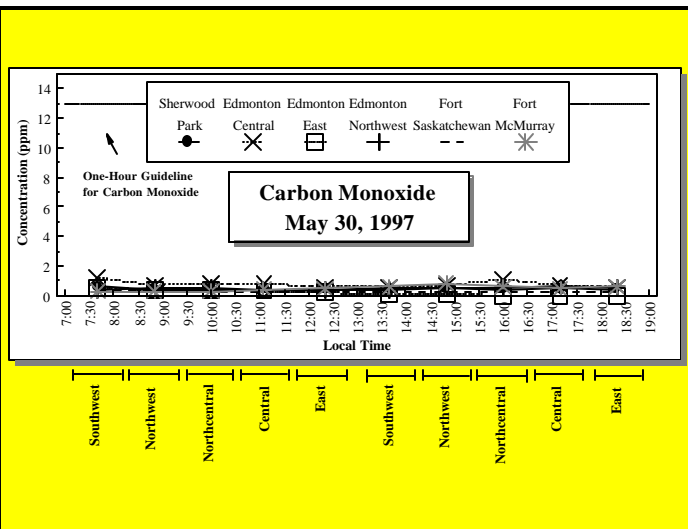 Sherwood Edmonton Edmonton Edmonton Fort Fort
Park Central East Northwest Saskatchewan McMurray
14
12
10
8
6
4
2
0
Concentration (ppm)
One-Hour Guideline
for Carbon Monoxide
Carbon Monoxide
May 30, 1997
7:00 7:30 8:00 8:30 9:00 9:30 10:00 10:30 11:00 11:30 12:00 12:30 13:00 13:30 14:00 14:30 15:00 15:30 16:00 16:30 17:00 17:30 18:00 18:30 19:00
Local Time
Southwest Northwest Northcentral Central East Southwest Northwest Northcentral Central East